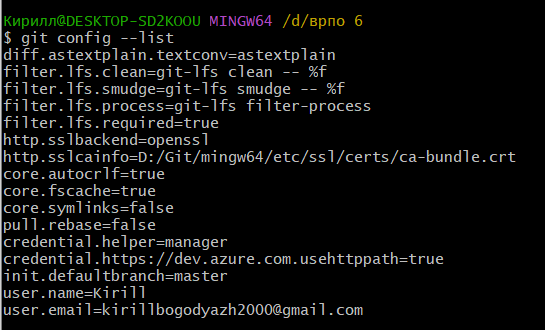 Кирилл@DESKTOP-SD2KOOU MINGW64 /d/врпо 6
$ git config --list
diff.astextplain.textconv=astextplain
filter.lfs.clean=git-lfs clean -- %f
filter.lfs.smudge=git-lfs smudge -- %f
filter.lfs.process=git-lfs filter-process
filter.lfs.required=true
http.sslbackend=openssl
http.sslcainfo=D:/Git/mingw64/etc/ssl/certs/ca-bundle.crt
core.autocrlf=true
core.fscache=true
core.symlinks=false
pull.rebase=false
credential.helper=manager
credential.https://dev.azure.com.usehttppath=true
init.defaultbranch=master
user.name=Kirill
user.email=kirillbogodyazh2000@gmail.com